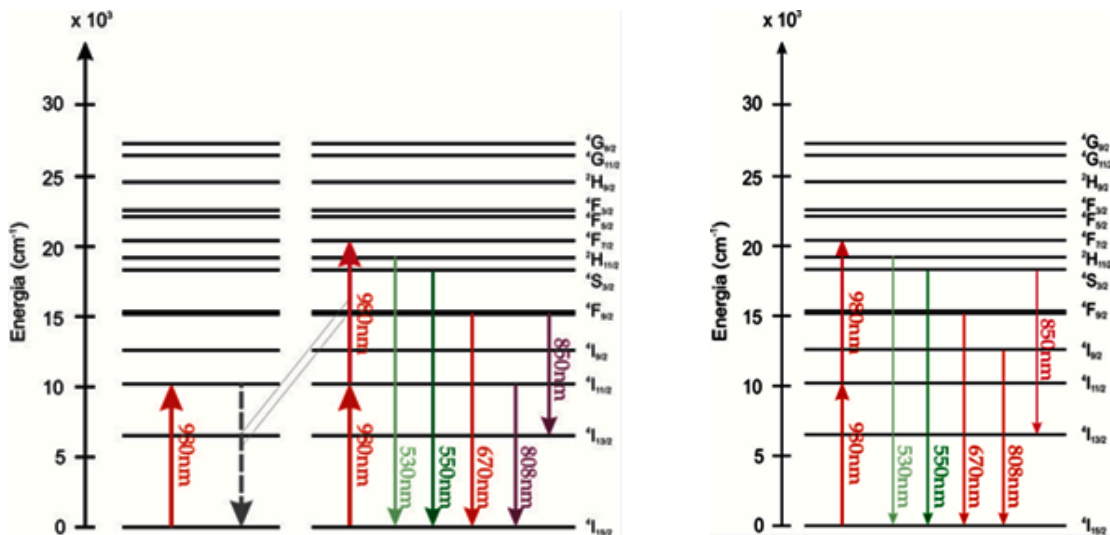 x 10³
Energia (cm⁻¹)
30
25
20
15
10
5
0
⁴G₉/₂
⁴G₁₁/₂
²H₉/₂
⁴F₃/₂
⁴F₅/₂
⁴F₇/₂
²H₁₁/₂
⁴S₃/₂
⁴F₉/₂
⁴I₉/₂
⁴I₁₁/₂
⁴I₁₃/₂
⁴I₁₅/₂
980nm
980nm
980nm
530nm
550nm
670nm
808nm
850nm
x 10³
Energia (cm⁻¹)
30
25
20
15
10
5
0
⁴G₉/₂
⁴G₁₁/₂
²H₉/₂
⁴F₃/₂
⁴F₅/₂
⁴F₇/₂
²H₁₁/₂
⁴S₃/₂
⁴F₉/₂
⁴I₉/₂
⁴I₁₁/₂
⁴I₁₃/₂
⁴I₁₅/₂
980nm
980nm
530nm
550nm
670nm
808nm
850nm